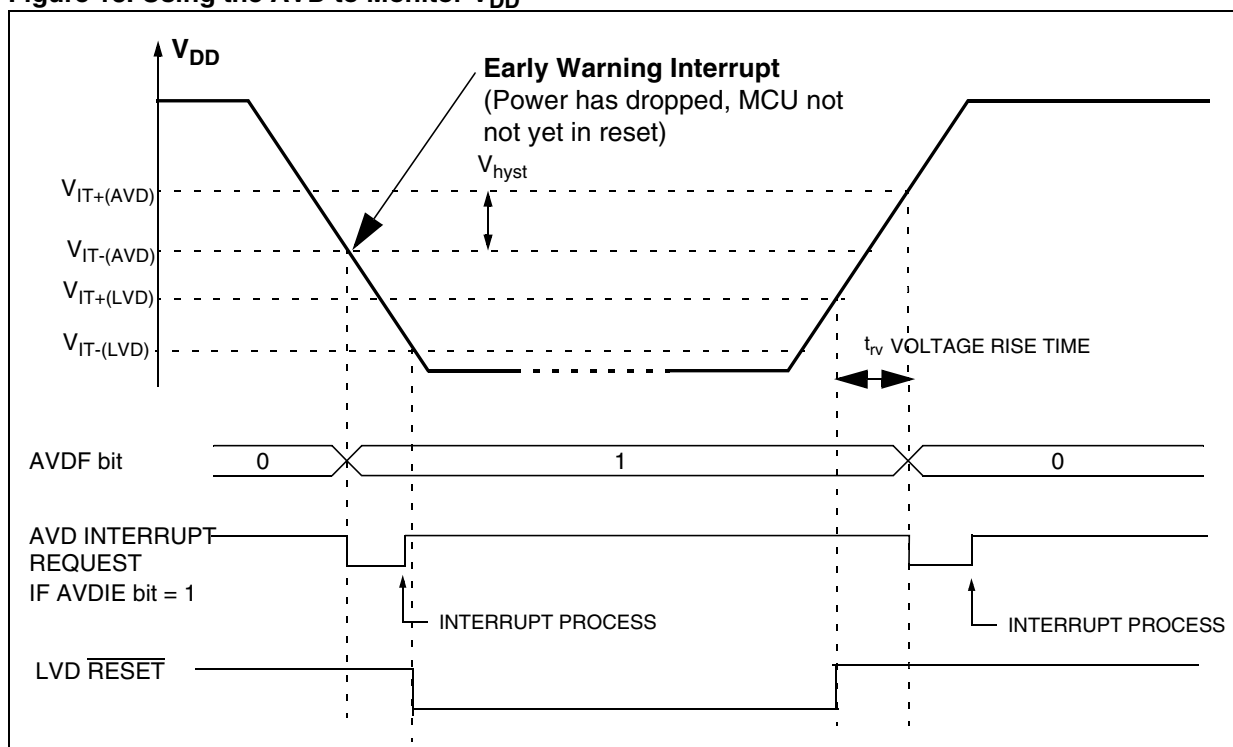 Figure 18. Using the AVD to Monitor VDD
VDD
Early Warning Interrupt
(Power has dropped, MCU not
not yet in reset)
Vhyst
VIT+(AVD)
VIT-(AVD)
VIT+(LVD)
VIT-(LVD)
trv VOLTAGE RISE TIME
AVDF bit
0
1
0
AVD INTERRUPT
REQUEST
IF AVDIE bit = 1
INTERRUPT PROCESS
INTERRUPT PROCESS
LVD RESET